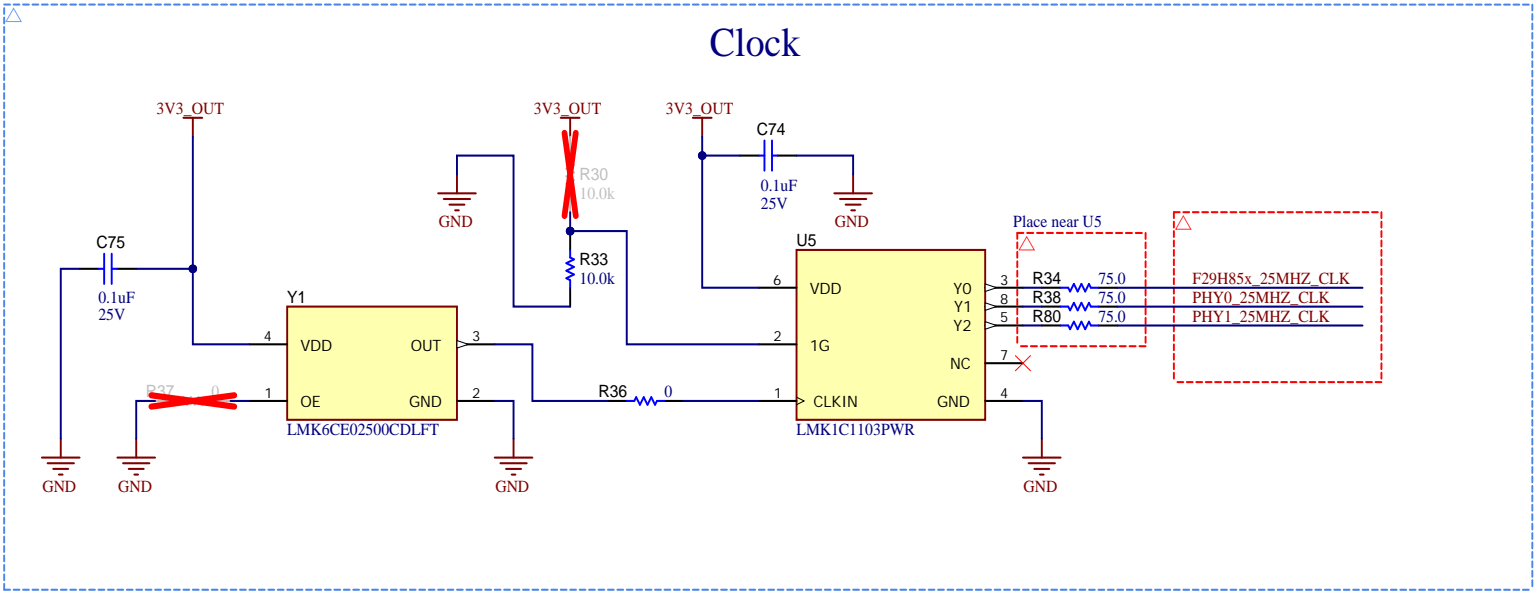 Clock
3V3_OUT
3V3_OUT
3V3_OUT
C74
0.1uF
25V
GND
R30
10.0k
GND
R33
10.0k
C75
0.1uF
25V
Y1
4 VDD
OUT 3
1 OE
GND 2
LMK6CE02500CDLFT
R37 0
GND
GND
GND
R36 0
U5
6 VDD
2 1G
1 CLKIN
Y0 3
Y1 8
Y2 5
NC 7
GND 4
LMK1C1103PWR
GND
Place near U5
R34 75.0 F29H85x_25MHZ_CLK
R38 75.0 PHY0_25MHZ_CLK
R80 75.0 PHY1_25MHZ_CLK